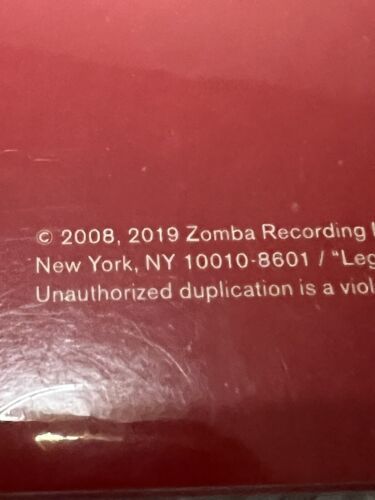 © 2008, 2019 Zomba Recording
New York, NY 10010-8601 / "Leg
Unauthorized duplication is a viol